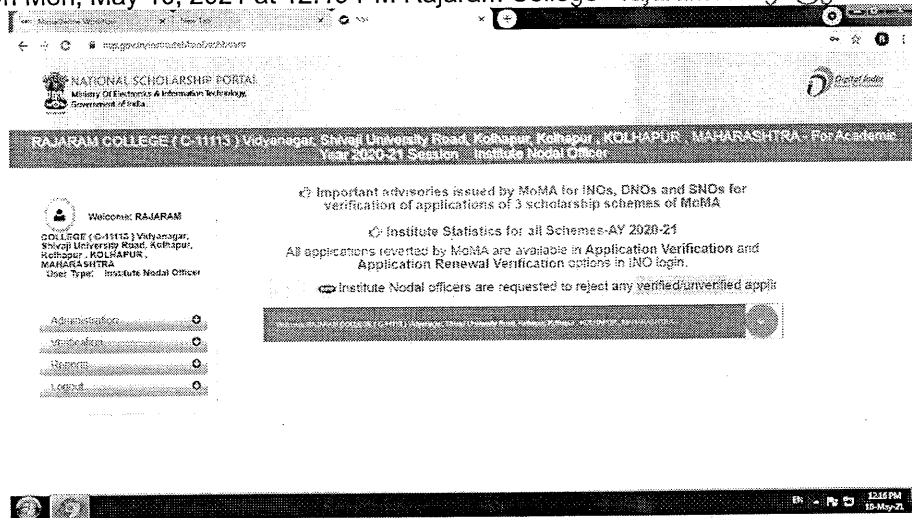 Mon, May 10, 2021 at 12: PM Rajaram College
New Tab
NATIONAL SCHOLARSHIP PORTAL
Ministry Of Electronics & Information Technology,
Government of India
Digital India
RAJARAM COLLEGE ( C-11113 ) Vidyanagar, Shivaji University Road, Kolhapur, Kolhapur , KOLHAPUR , MAHARASHTRA - For Academic
Year 2020-21 Session Institute Nodal Officer
Important advisories issued by MoMA for INOs, DNOs and SNOs for
verification of applications of 3 scholarship schemes of MoMA
Institute Statistics for all Schemes-AY 2020-21
All applications reverted by MoMA are available in Application Verification and
Application Renewal Verification options in INO login.
Institute Nodal officers are requested to reject any verified/unverified applic
Welcome: RAJARAM
COLLEGE ( C-11113 ) Vidyanagar,
Shivaji University Road, Kolhapur,
Kolhapur , KOLHAPUR ,
MAHARASHTRA
User Type: Institute Nodal Officer
Administration
Verification
Reports
Logout
EN
12:16 PM
10-May-21